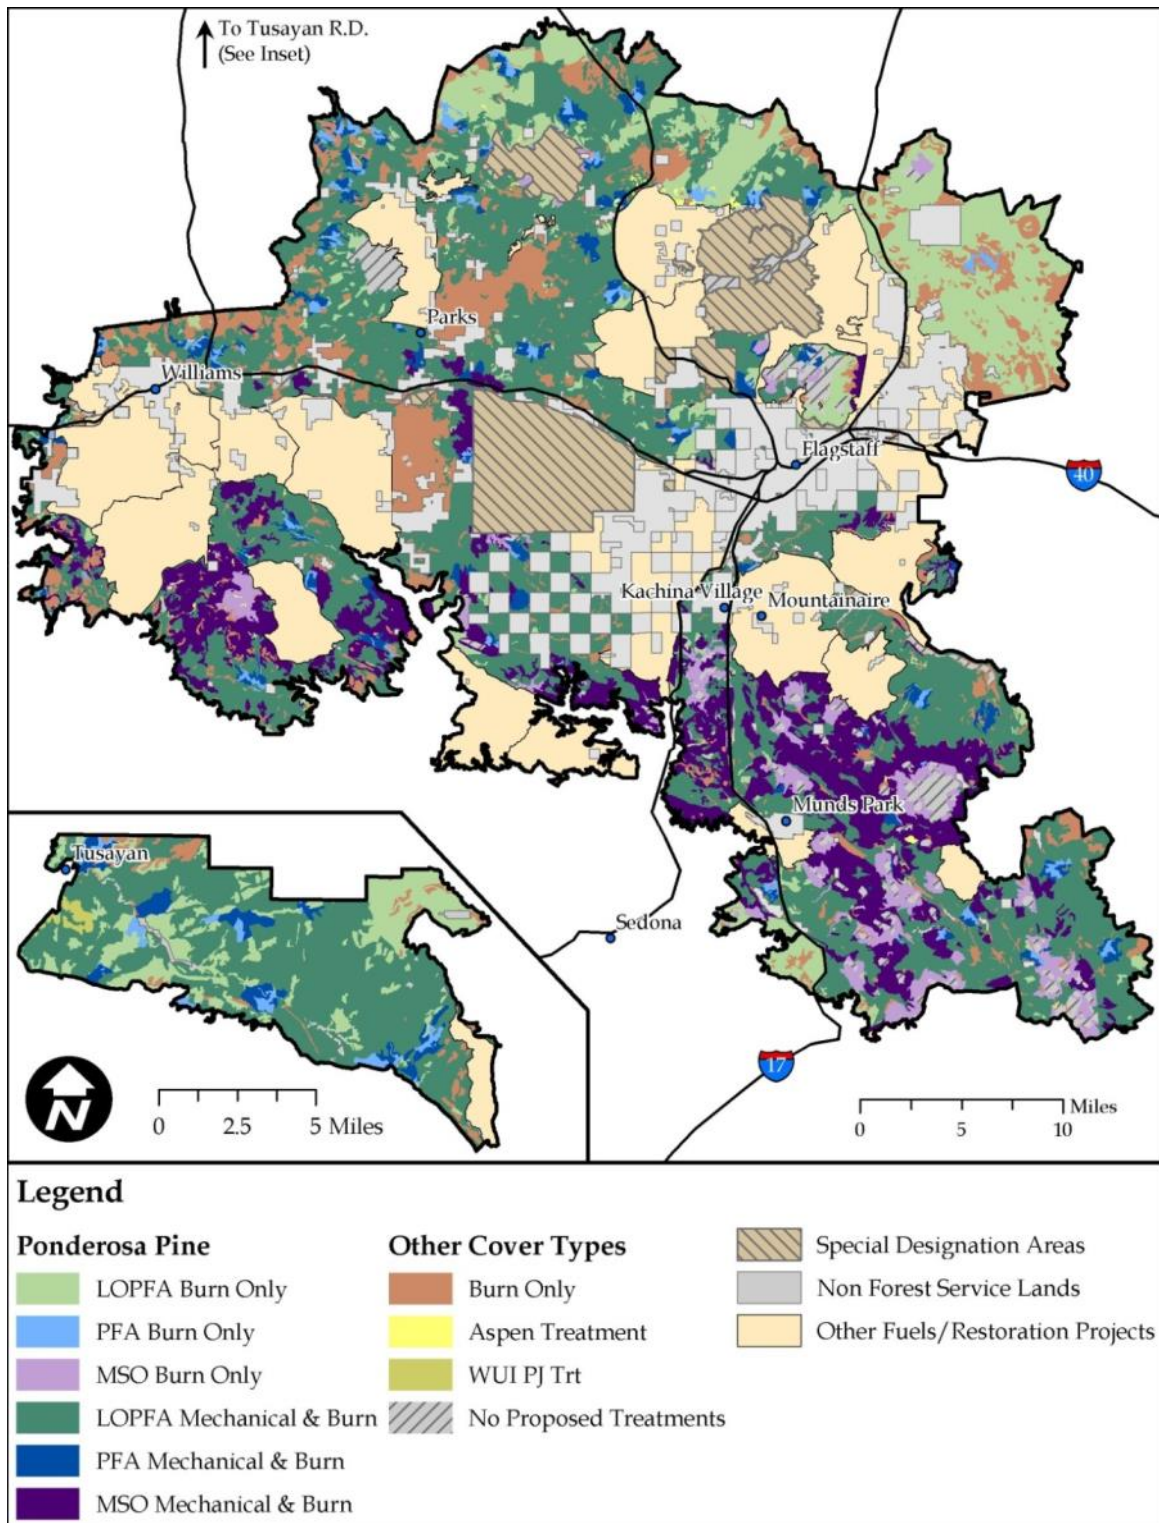 To Tusayan R.D.
(See Inset)
Parks
Williams
Flagstaff
40
Kachina Village
Mountainaire
Munds Park
Tusayan
Sedona
17
N
0 2.5 5 Miles
Miles
0 5 10
Legend
Ponderosa Pine
LOPFA Burn Only
PFA Burn Only
MSO Burn Only
LOPFA Mechanical & Burn
PFA Mechanical & Burn
MSO Mechanical & Burn
Other Cover Types
Burn Only
Aspen Treatment
WUI PJ Trt
No Proposed Treatments
Special Designation Areas
Non Forest Service Lands
Other Fuels/Restoration Projects